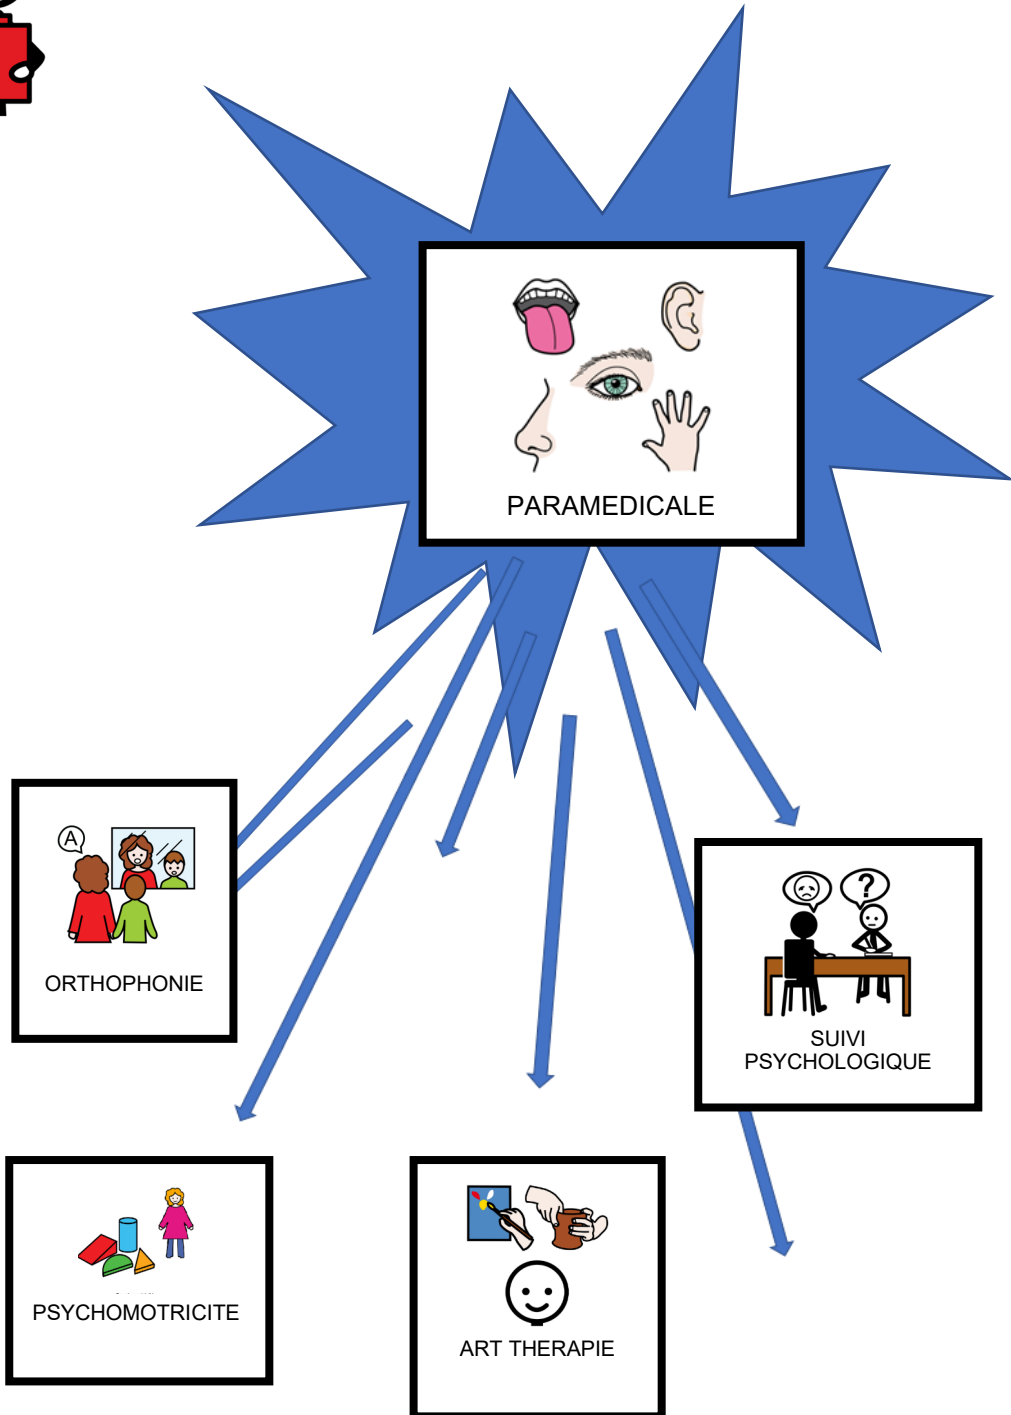 PARAMEDICALE
A
ORTHOPHONIE
?
SUIVI
PSYCHOLOGIQUE
PSYCHOMOTRICITE
ART THERAPIE